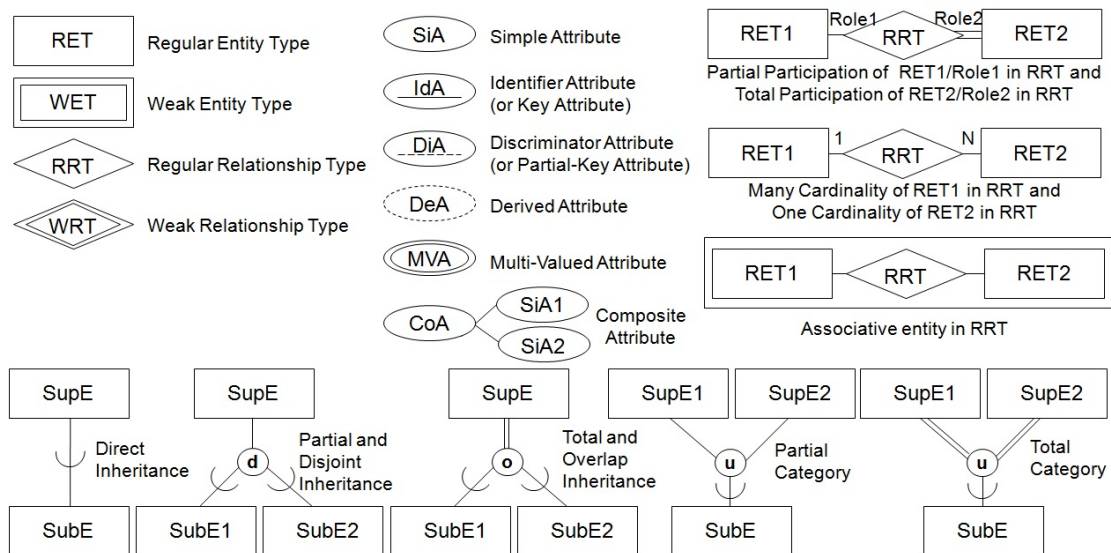 RET
Regular Entity Type
WET
Weak Entity Type
RRT
Regular Relationship Type
WRT
Weak Relationship Type
SiA
Simple Attribute
IdA
Identifier Attribute
(or Key Attribute)
DiA
Discriminator Attribute
(or Partial-Key Attribute)
DeA
Derived Attribute
MVA
Multi-Valued Attribute
CoA
SiA1
SiA2
Composite
Attribute
RET1 Role1 RRT Role2 RET2
Partial Participation of RET1/Role1 in RRT and
Total Participation of RET2/Role2 in RRT
RET1 1 RRT N RET2
Many Cardinality of RET1 in RRT and
One Cardinality of RET2 in RRT
RET1 RRT RET2
Associative entity in RRT
SupE
Direct
Inheritance
SubE
SupE
d
Partial and
Disjoint
Inheritance
SubE1 SubE2
SupE
o
Total and
Overlap
Inheritance
SubE1 SubE2
SupE1 SupE2
u
Partial
Category
SubE
SupE1 SupE2
u
Total
Category
SubE